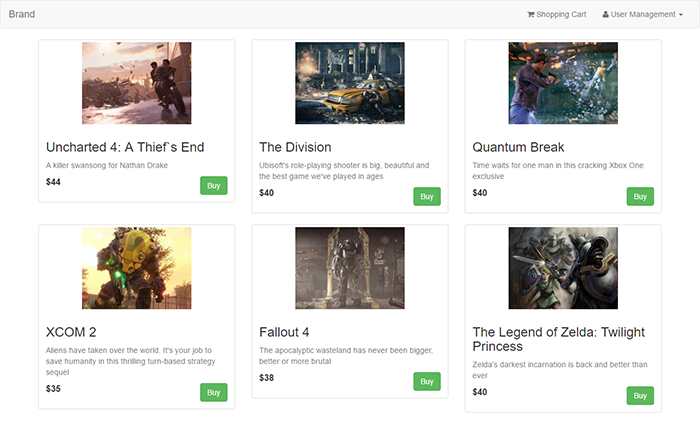 Brand
Shopping Cart
User Management
Uncharted 4: A Thief`s End
A killer swansong for Nathan Drake
$44
Buy
The Division
Ubisoft's role-playing shooter is big, beautiful and
the best game we've played in ages
$40
Buy
Quantum Break
Time waits for one man in this cracking Xbox One
exclusive
$40
Buy
XCOM 2
Aliens have taken over the world. It's your job to
save humanity in this thrilling turn-based strategy
sequel
$35
Buy
Fallout 4
The apocalyptic wasteland has never been bigger,
better or more brutal
$38
Buy
The Legend of Zelda: Twilight
Princess
Zelda's darkest incarnation is back and better than
ever
$40
Buy